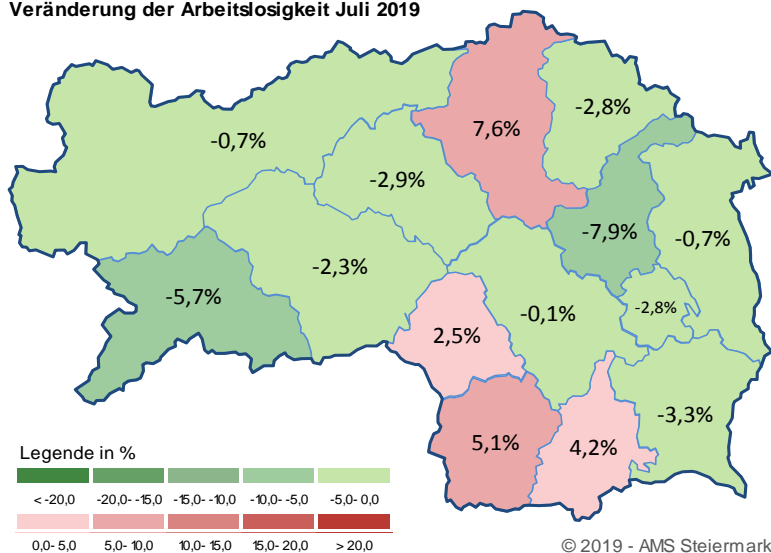 Veränderung der Arbeitslosigkeit Juli 2019
-0,7%
7,6%
-2,8%
-2,9%
-7,9%
-0,7%
-2,3%
-5,7%
-2,8%
-0,1%
2,5%
-3,3%
5,1%
4,2%
Legende in %
< -20,0 -20,0- -15,0 -15,0- -10,0 -10,0- -5,0 -5,0- 0,0
0,0- 5,0 5,0- 10,0 10,0- 15,0 15,0- 20,0 > 20,0
© 2019 - AMS Steiermark